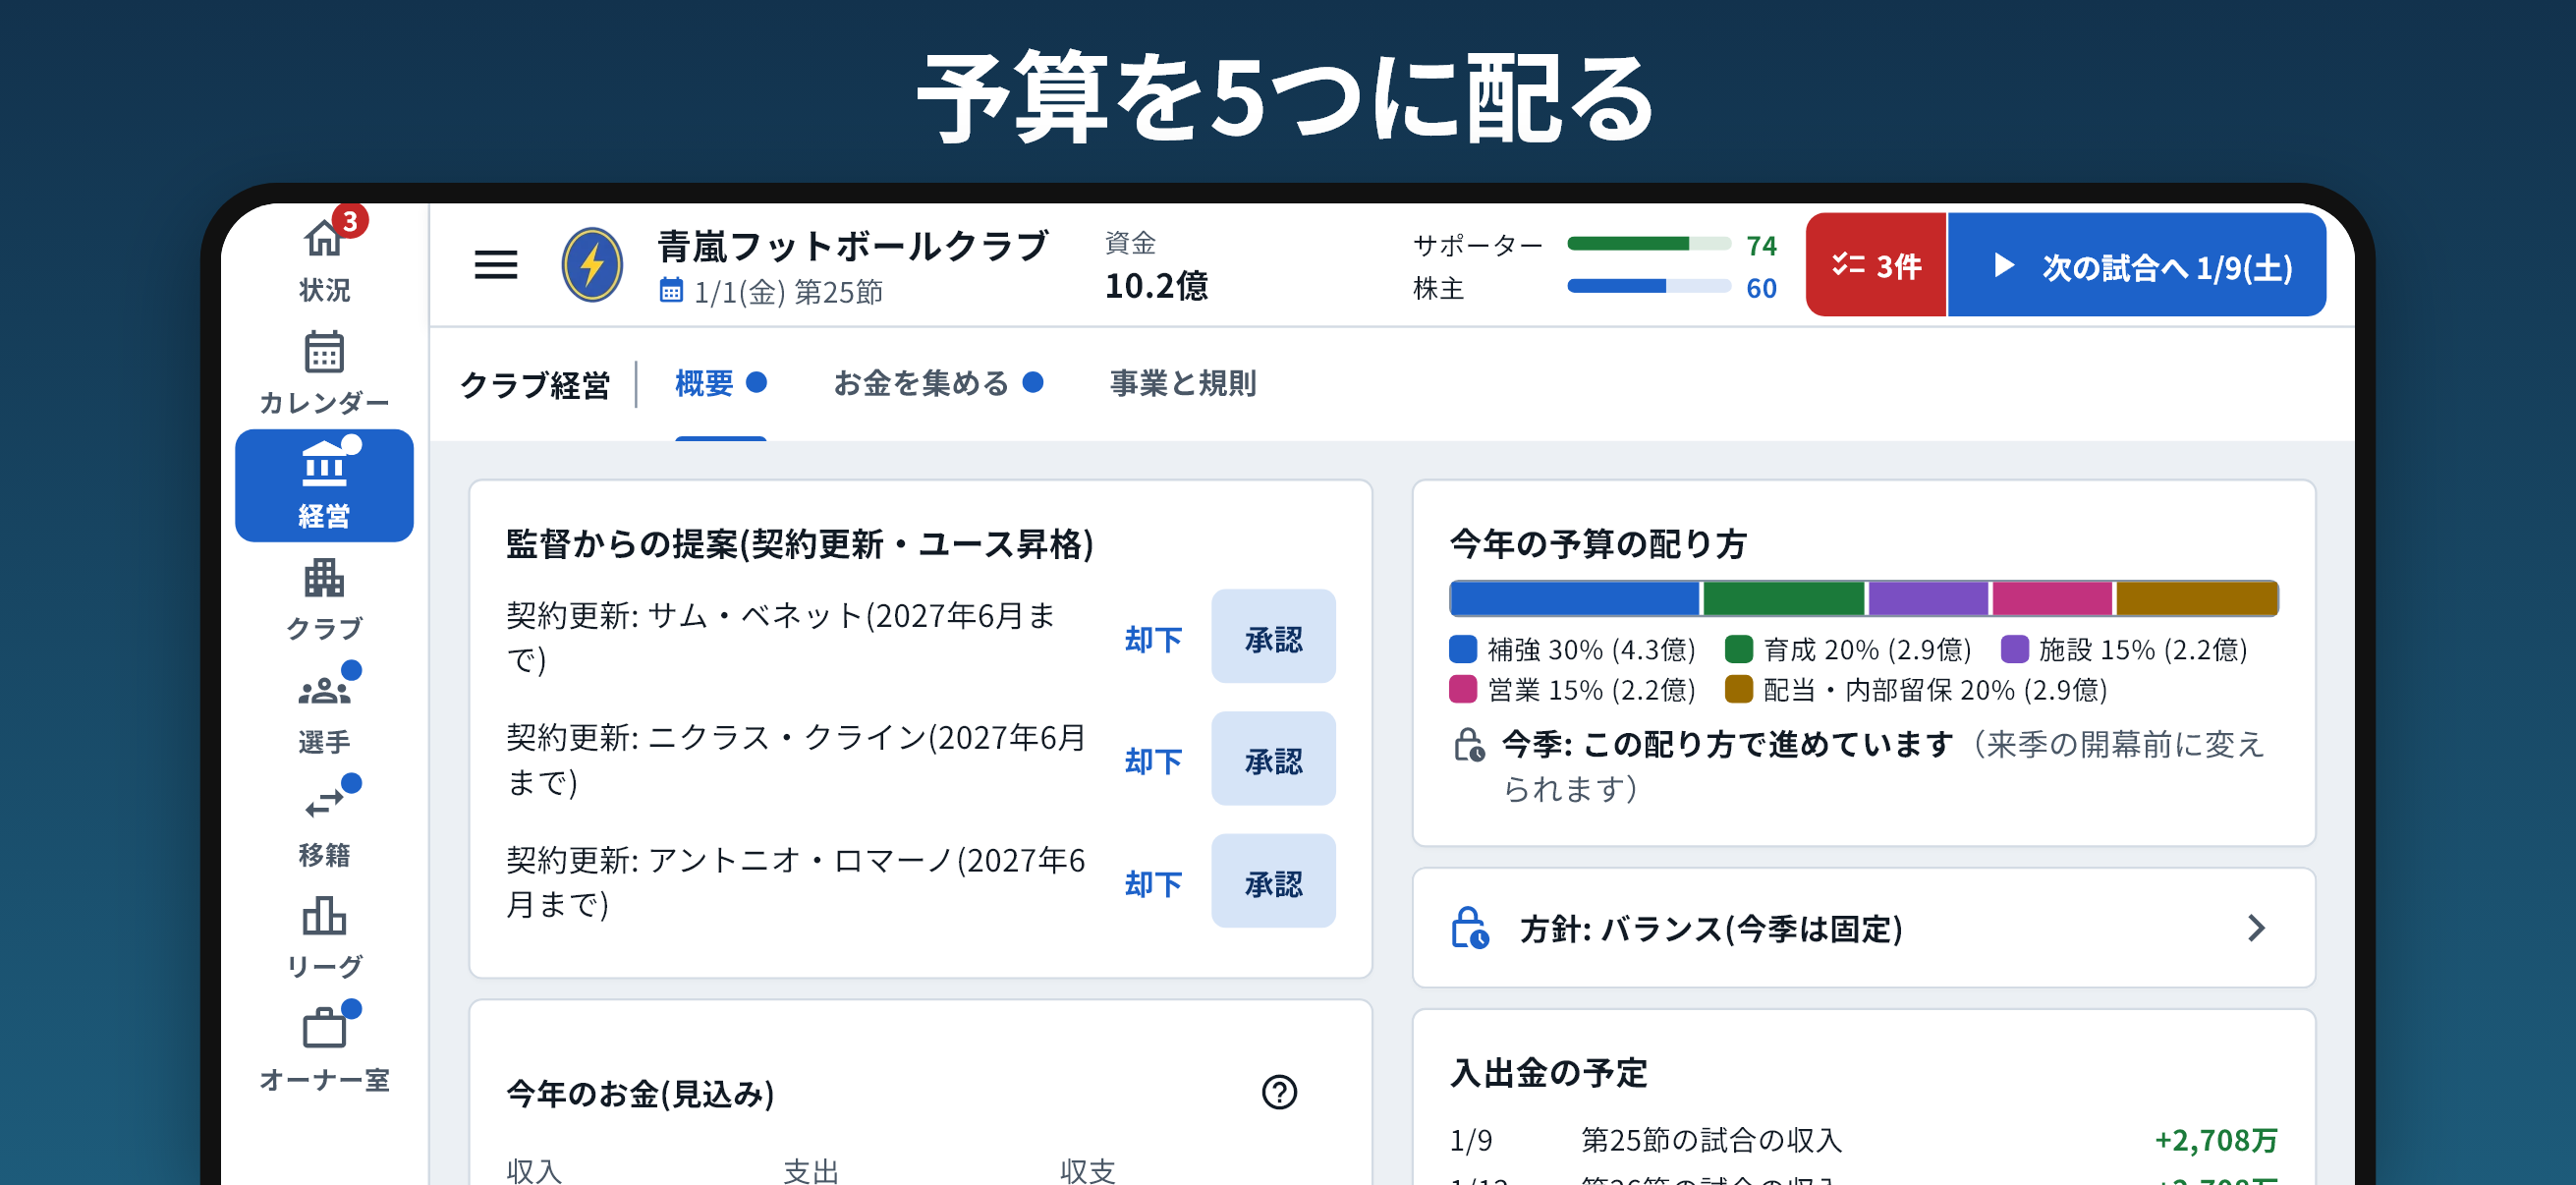 予算を5つに配る
3
状況
カレンダー
経営
クラブ
選手
移籍
リーグ
オーナー室
青嵐フットボールクラブ
1/1(金) 第25節
資金
10.2億
サポーター 74
株主 60
3件
次の試合へ 1/9(土)
クラブ経営
概要
お金を集める
事業と規則
監督からの提案(契約更新・ユース昇格)
契約更新: サム・ベネット(2027年6月ま
で)
却下
承認
契約更新: ニクラス・クライン(2027年6月
まで)
却下
承認
契約更新: アントニオ・ロマーノ(2027年6
月まで)
却下
承認
今年のお金(見込み)
収入 支出 収支
今年の予算の配り方
補強 30% (4.3億) 育成 20% (2.9億) 施設 15% (2.2億)
営業 15% (2.2億) 配当・内部留保 20% (2.9億)
今季: この配り方で進めています（来季の開幕前に変え
られます）
方針: バランス(今季は固定)
入出金の予定
1/9 第25節の試合の収入 +2,708万